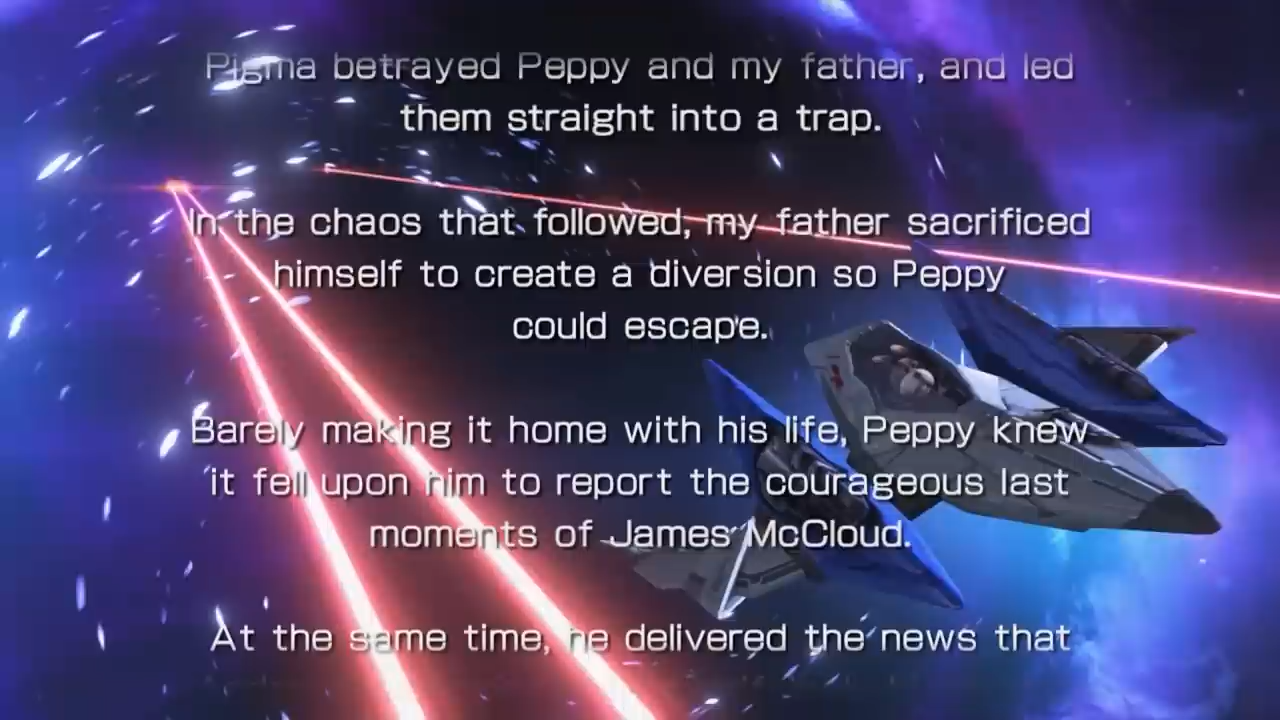 Pigma betrayed Peppy and my father, and led
them straight into a trap.
In the chaos that followed, my father sacrificed
himself to create a diversion so Peppy
could escape.
Barely making it home with his life, Peppy knew
it fell upon him to report the courageous last
moments of James McCloud.
At the same time, he delivered the news that